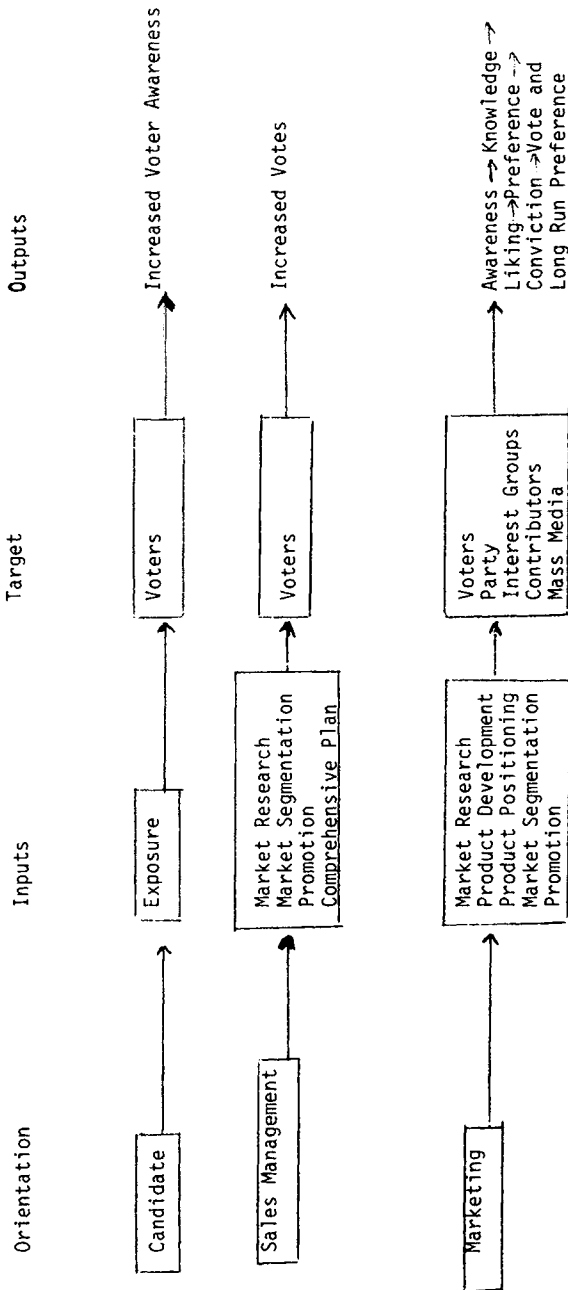 Orientation
Inputs
Target
Outputs
Candidate
Exposure
Voters
Increased Voter Awareness
Sales Management
Market Research
Market Segmentation
Promotion
Comprehensive Plan
Voters
Increased Votes
Marketing
Market Research
Product Development
Product Positioning
Market Segmentation
Promotion
Voters
Party
Interest Groups
Contributors
Mass Media
Awareness → Knowledge →
Liking → Preference →
Conviction → Vote and
Long Run Preference